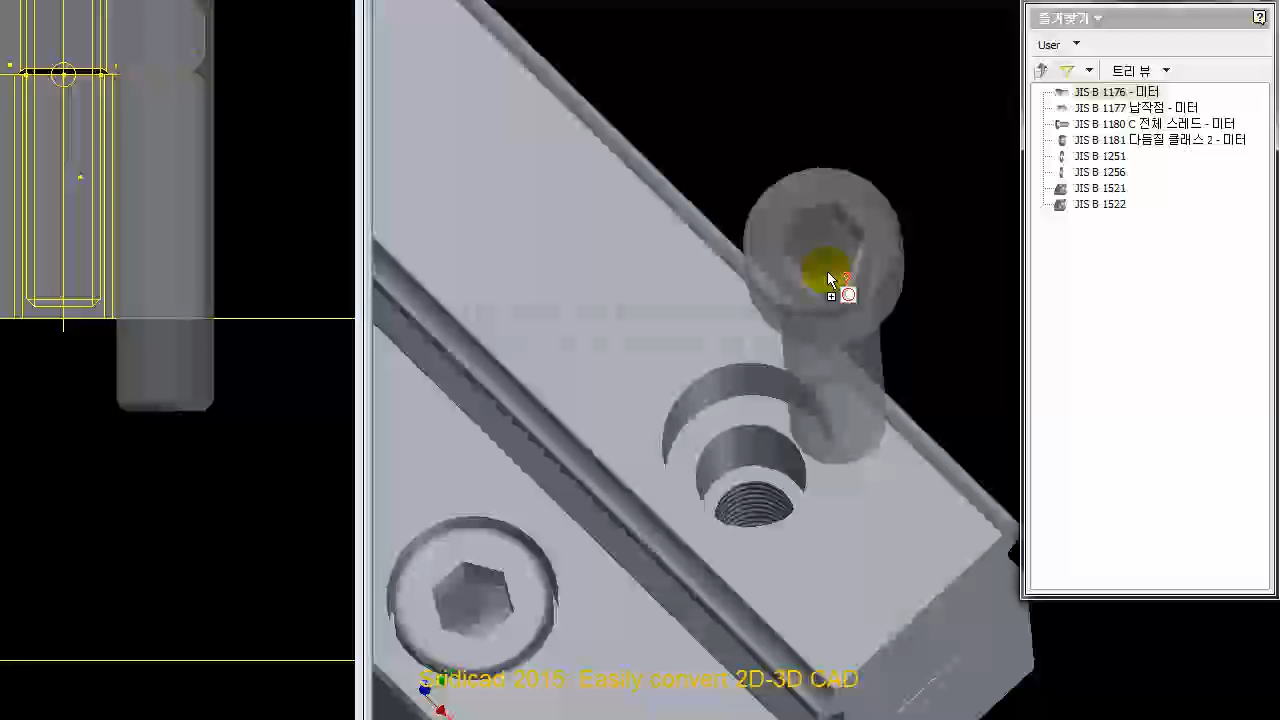 즐겨찾기
User
트리 뷰
JIS B 1176 - 미터
JIS B 1177 납작점 - 미터
JIS B 1180 C 전체 스레드 - 미터
JIS B 1181 다듬질 클래스 2 - 미터
JIS B 1251
JIS B 1256
JIS B 1521
JIS B 1522
2015: Easily convert 2D-3D CAD